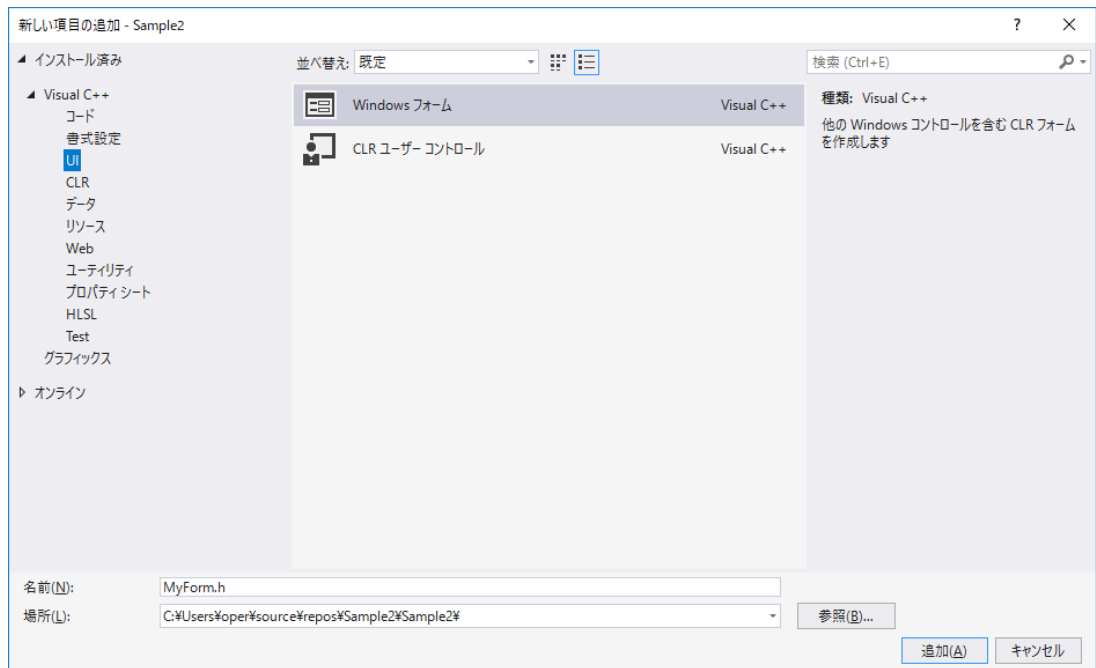 新しい項目の追加 - Sample2
?
インストール済み
Visual C++
コード
書式設定
UI
CLR
データ
リソース
Web
ユーティリティ
プロパティ シート
HLSL
Test
グラフィックス
オンライン
並べ替え: 既定
Windows フォーム Visual C++
CLR ユーザー コントロール Visual C++
検索 (Ctrl+E)
種類: Visual C++
他の Windows コントロールを含む CLR フォーム
を作成します
名前(N): MyForm.h
場所(L): C:¥Users¥oper¥source¥repos¥Sample2¥Sample2¥
参照(B)...
追加(A) キャンセル